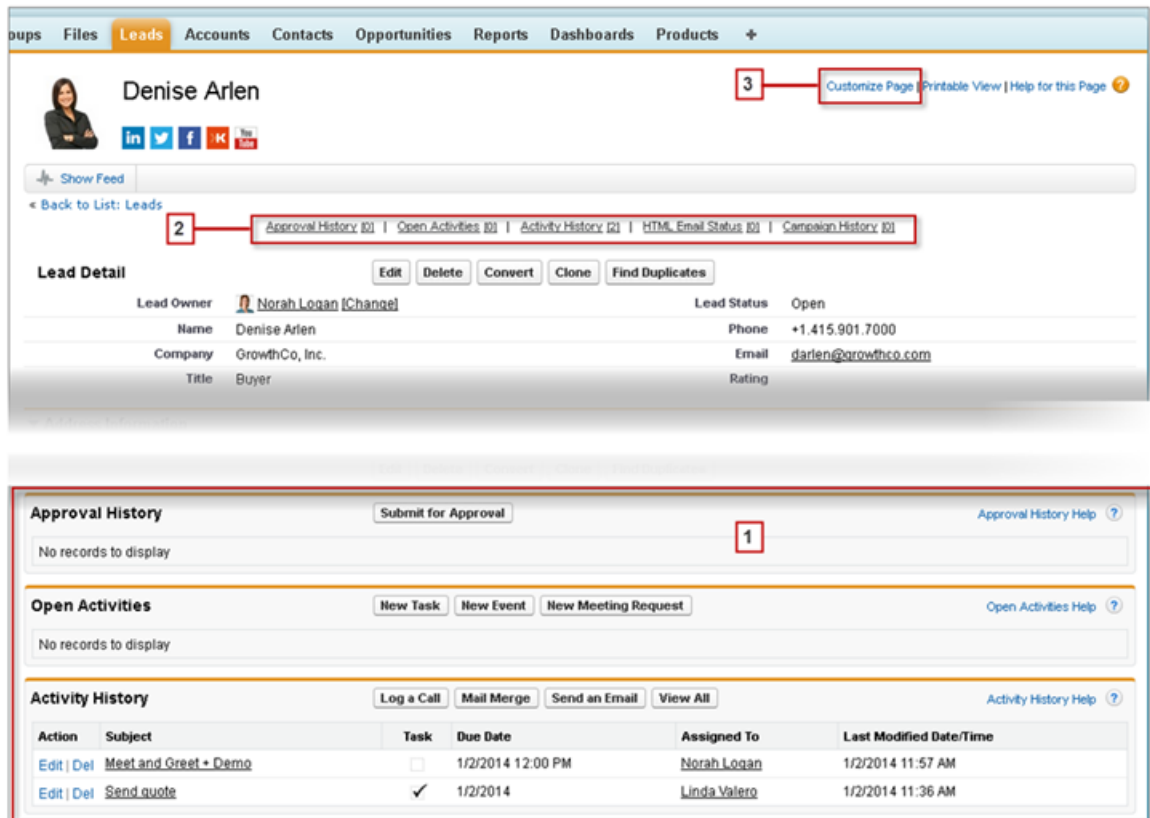 oups Files Leads Accounts Contacts Opportunities Reports Dashboards Products +
Denise Arlen
3
Customize Page | Printable View | Help for this Page ?
in f You Tube
Show Feed
« Back to List: Leads
2
Approval History [0] | Open Activities [0] | Activity History [2] | HTML Email Status [0] | Campaign History [0]
Lead Detail Edit Delete Convert Clone Find Duplicates
Lead Owner Norah Logan [Change] Lead Status Open
Name Denise Arlen Phone +1.415.901.7000
Company GrowthCo, Inc. Email darlen@growthco.com
Title Buyer Rating
Approval History Submit for Approval Approval History Help ?
1
No records to display
Open Activities New Task New Event New Meeting Request Open Activities Help ?
No records to display
Activity History Log a Call Mail Merge Send an Email View All Activity History Help ?
Action Subject Task Due Date Assigned To Last Modified Date/Time
Edit | Del Meet and Greet + Demo 1/2/2014 12:00 PM Norah Logan 1/2/2014 11:57 AM
Edit | Del Send quote ✓ 1/2/2014 Linda Valero 1/2/2014 11:36 AM